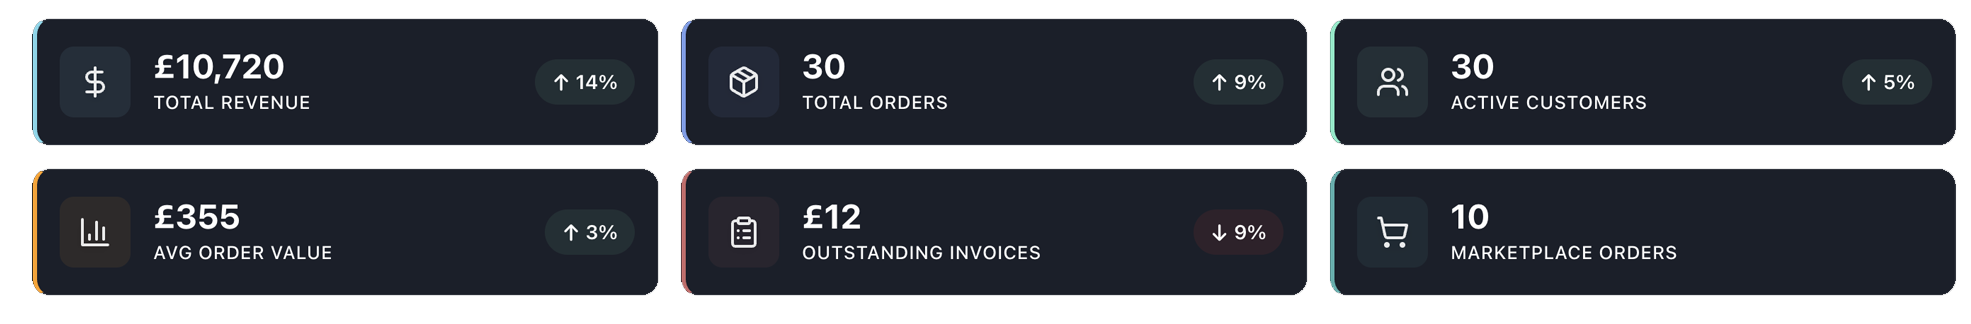 £10,720
TOTAL REVENUE
↑ 14%
30
TOTAL ORDERS
↑ 9%
30
ACTIVE CUSTOMERS
↑ 5%
£355
AVG ORDER VALUE
↑ 3%
£12
OUTSTANDING INVOICES
↓ 9%
10
MARKETPLACE ORDERS